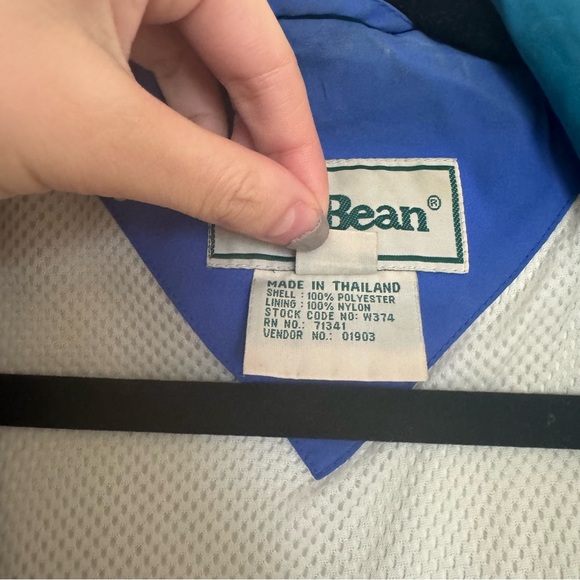 Bean®
MADE IN THAILAND
SHELL : 100% POLYESTER
LINING : 100% NYLON
STOCK CODE NO: W374
RN NO.: 71341
VENDOR NO.: 01903